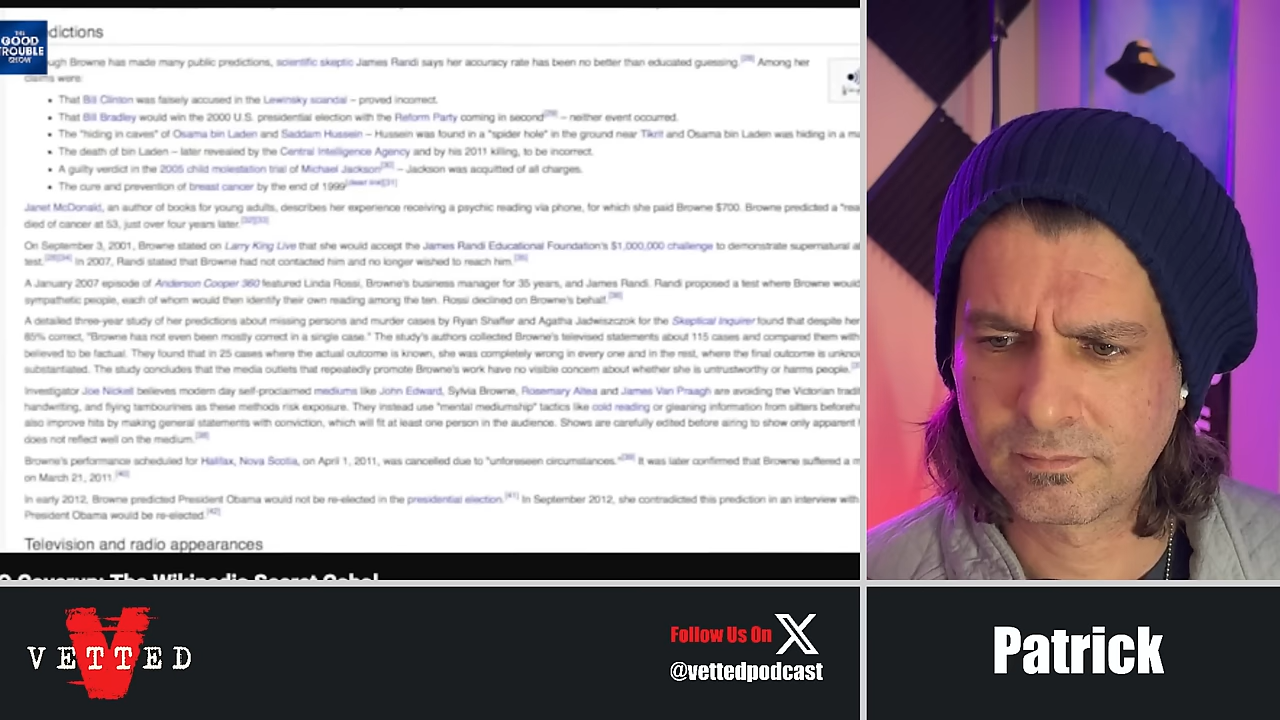 THE
GOOD
TROUBLE
SHOW
dictions
ugh Browne has made many public predictions, scientific skeptic James Randi says her accuracy rate has been no better than educated guessing.[28] Among her
claims were:
• That Bill Clinton was falsely accused in the Lewinsky scandal – proved incorrect.
• That Bill Bradley would win the 2000 U.S. presidential election with the Reform Party coming in second[29] – neither event occurred.
• The "hiding in caves" of Osama bin Laden and Saddam Hussein – Hussein was found in a "spider hole" in the ground near Tikrit and Osama bin Laden was hiding in a ma
• The death of bin Laden – later revealed by the Central Intelligence Agency and by his 2011 killing, to be incorrect.
• A guilty verdict in the 2005 child molestation trial of Michael Jackson[30] – Jackson was acquitted of all charges.
• The cure and prevention of breast cancer by the end of 1999[dead link][31]
Janet McDonald, an author of books for young adults, describes her experience receiving a psychic reading via phone, for which she paid Browne $700. Browne predicted a "rea
died of cancer at 53, just over four years later.[32][33]
On September 3, 2001, Browne stated on Larry King Live that she would accept the James Randi Educational Foundation's $1,000,000 challenge to demonstrate supernatural a
test. In 2007, Randi stated that Browne had not contacted him and no longer wished to reach him.
A January 2007 episode of Anderson Cooper 360 featured Linda Rossi, Browne's business manager for 35 years, and James Randi. Randi proposed a test where Browne would
sympathetic people, each of whom would then identify their own reading among the ten. Rossi declined on Browne's behalf.
A detailed three-year study of her predictions about missing persons and murder cases by Ryan Shaffer and Agatha Jadwiszczok for the Skeptical Inquirer found that despite her
85% correct, "Browne has not even been mostly correct in a single case." The study's authors collected Browne's televised statements about 115 cases and compared them with
believed to be factual. They found that in 25 cases where the actual outcome is known, she was completely wrong in every one and in the rest, where the final outcome is unknow
substantiated. The study concludes that the media outlets that repeatedly promote Browne's work have no visible concern about whether she is untrustworthy or harms people.
Investigator Joe Nickell believes modern day self-proclaimed mediums like John Edward, Sylvia Browne, Rosemary Altea and James Van Praagh are avoiding the Victorian tradit
handwriting, and flying tambourines as these methods risk exposure. They instead use "mental mediumship" tactics like cold reading or gleaning information from sitters beforeha
also improve hits by making general statements with conviction, which will fit at least one person in the audience. Shows are carefully edited before airing to show only apparent
does not reflect well on the medium.
Browne's performance scheduled for Halifax, Nova Scotia, on April 1, 2011, was cancelled due to "unforeseen circumstances." It was later confirmed that Browne suffered a
on March 21, 2011.[40]
In early 2012, Browne predicted President Obama would not be re-elected in the presidential election.[41] In September 2012, she contradicted this prediction in an interview with
President Obama would be re-elected.[42]
Television and radio appearances
Coverup: The Wikipedia Secret Cabal
V
VETTED
Follow Us On X
@vettedpodcast
Patrick